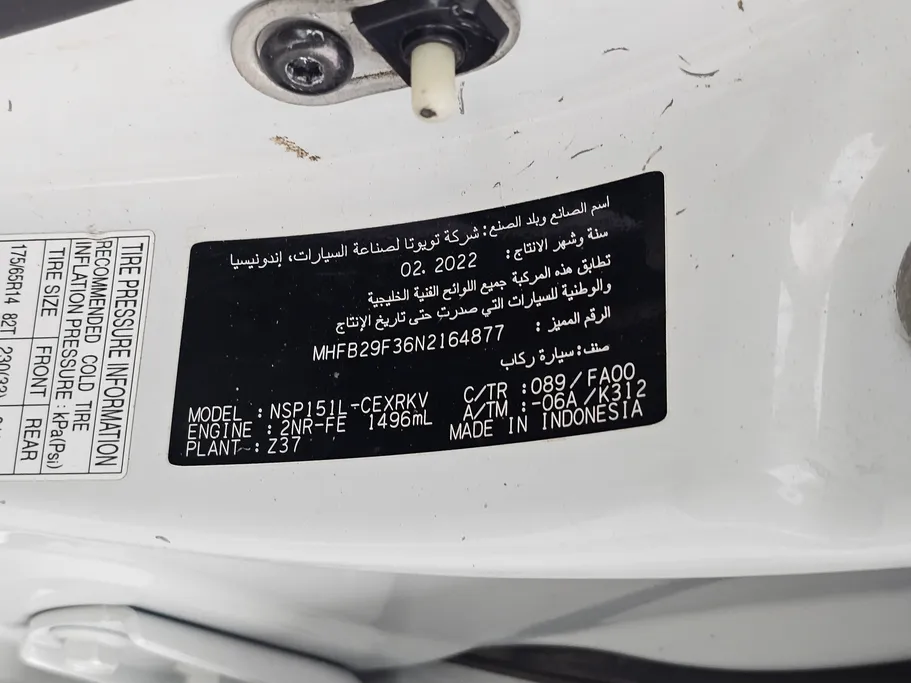 اسم الصانع وبلد الصنع: شركة تويوتا لصناعة السيارات، إندونيسيا
سنة وشهر الانتاج: 02. 2022
تطابق هذه المركبة جميع اللوائح الفنية الخليجية
والوطنية للسيارات التي صدرت حتى تاريخ الإنتاج
الرقم المميز : MHFB29F36N2164877
صنف: سيارة ركاب
MODEL : NSP151L-CEXRKV C/TR : 089/FA00
ENGINE : 2NR-FE 1496mL A/TM : -06A/K312
PLANT : Z37 MADE IN INDONESIA
TIRE PRESSURE INFORMATION
RECOMMENDED COLD TIRE
INFLATION PRESSURE : kPa(Psi)
TIRE SIZE FRONT REAR
175/65R14 82T